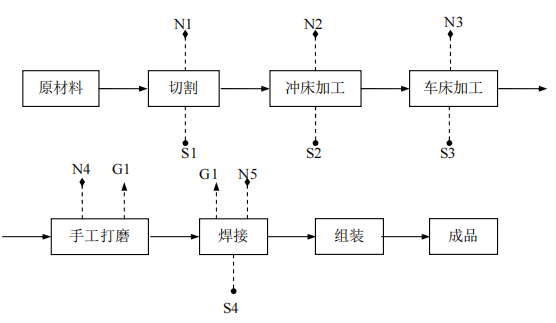 N1 N2 N3
原材料 切割 冲床加工 车床加工
S1 S2 S3
N4 G1 G1 N5
手工打磨 焊接 组装 成品
S4